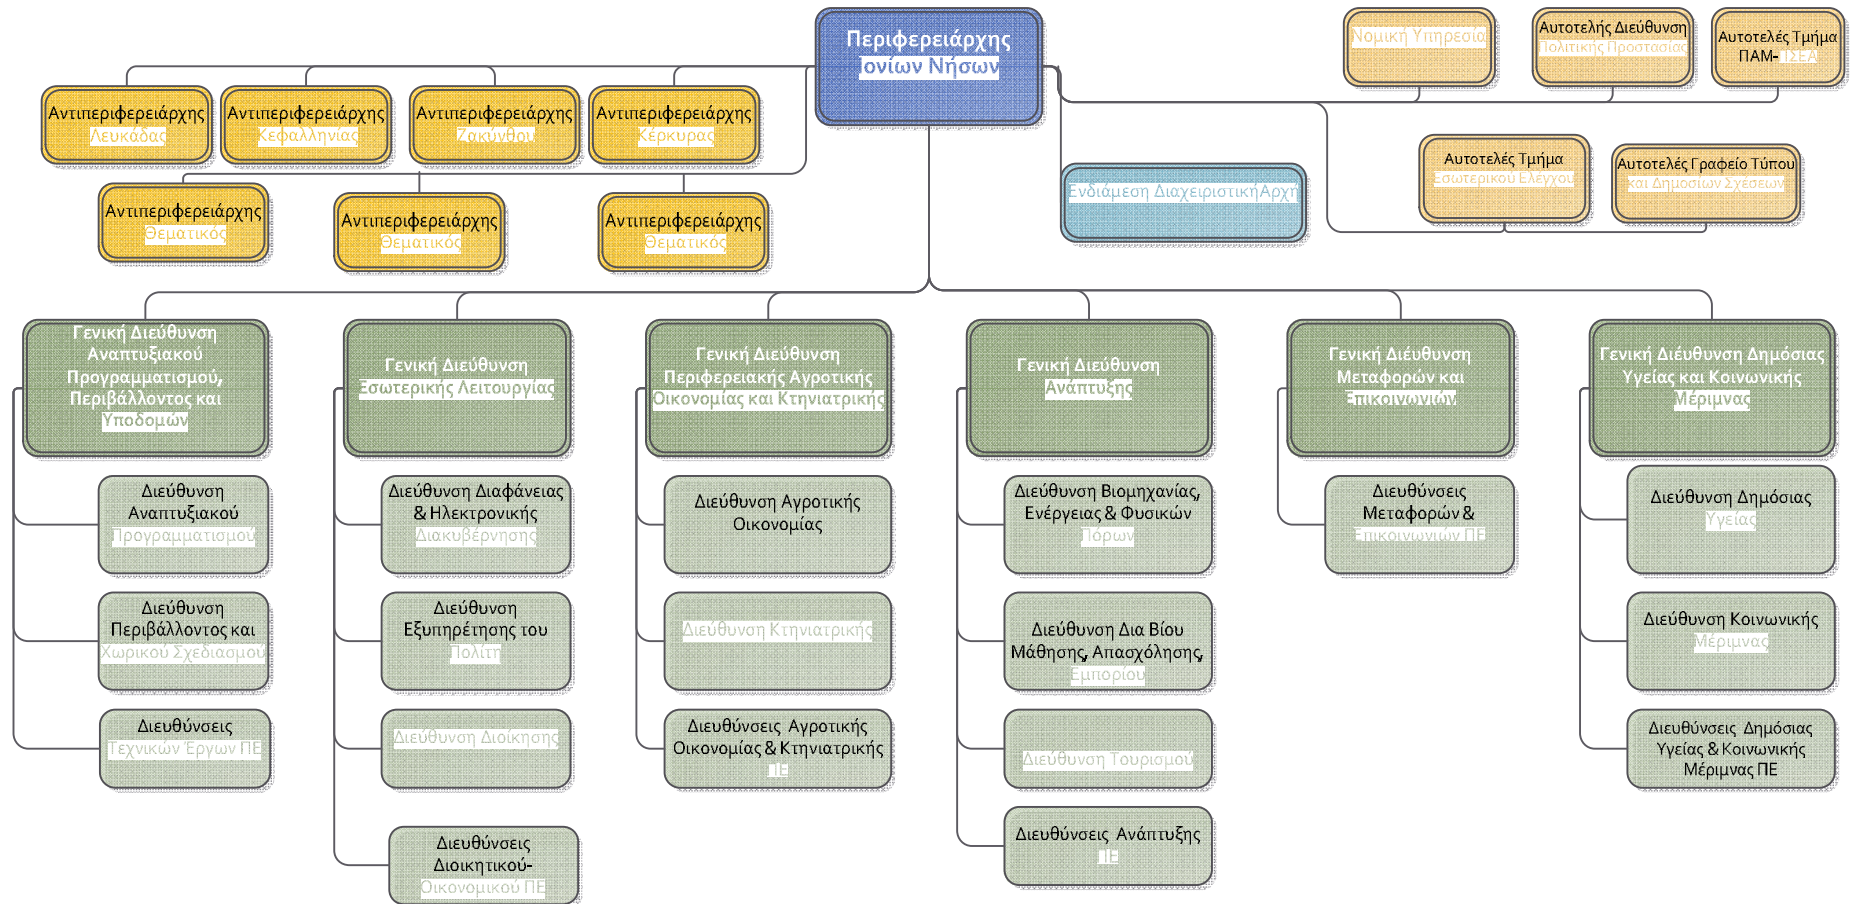 Περιφερειάρχης
Ιονίων Νήσων
Νομική Υπηρεσία
Αυτοτελής Διεύθυνση
Πολιτικής Προστασίας
Αυτοτελές Τμήμα
ΠΑΜ-ΠΣΕΑ
Αντιπεριφερειάρχης
Λευκάδας
Αντιπεριφερειάρχης
Κεφαλληνίας
Αντιπεριφερειάρχης
Ζακύνθου
Αντιπεριφερειάρχης
Κέρκυρας
Αυτοτελές Τμήμα
Εσωτερικού Ελέγχου
Αυτοτελές Γραφείο Τύπου
και Δημοσίων Σχέσεων
Ενδιάμεση ΔιαχειριστικήΑρχή
Αντιπεριφερειάρχης
Θεματικός
Αντιπεριφερειάρχης
Θεματικός
Αντιπεριφερειάρχης
Θεματικός
Γενική Διεύθυνση
Αναπτυξιακού
Προγραμματισμού,
Περιβάλλοντος και
Υποδομών
Γενική Διεύθυνση
Εσωτερικής Λειτουργίας
Γενική Διεύθυνση
Περιφερειακής Αγροτικής
Οικονομίας και Κτηνιατρικής
Γενική Διεύθυνση
Ανάπτυξης
Γενική Διέυθυνση
Μεταφορών και
Επικοινωνιών
Γενική Διέυθυνση Δημόσιας
Υγείας και Κοινωνικής
Μέριμνας
Διεύθυνση
Αναπτυξιακού
Προγραμματισμού
Διεύθυνση Διαφάνειας
& Ηλεκτρονικής
Διακυβέρνησης
Διεύθυνση Αγροτικής
Οικονομίας
Διεύθυνση Βιομηχανίας,
Ενέργειας & Φυσικών
Πόρων
Διευθύνσεις
Μεταφορών &
Επικοινωνιών ΠΕ
Διεύθυνση Δημόσιας
Υγείας
Διεύθυνση
Περιβάλλοντος και
Χωρικού Σχεδιασμού
Διεύθυνση
Εξυπηρέτησης του
Πολίτη
Διεύθυνση Κτηνιατρικής
Διεύθυνση Δια Βίου
Μάθησης, Απασχόλησης,
Εμπορίου
Διεύθυνση Κοινωνικής
Μέριμνας
Διευθύνσεις
Τεχνικών Έργων ΠΕ
Διεύθυνση Διοίκησης
Διευθύνσεις Αγροτικής
Οικονομίας & Κτηνιατρικής
ΠΕ
Διεύθυνση Τουρισμού
Διευθύνσεις Δημόσιας
Υγείας & Κοινωνικής
Μέριμνας ΠΕ
Διευθύνσεις
Διοικητικού-
Οικονομικού ΠΕ
Διευθύνσεις Ανάπτυξης
ΠΕ